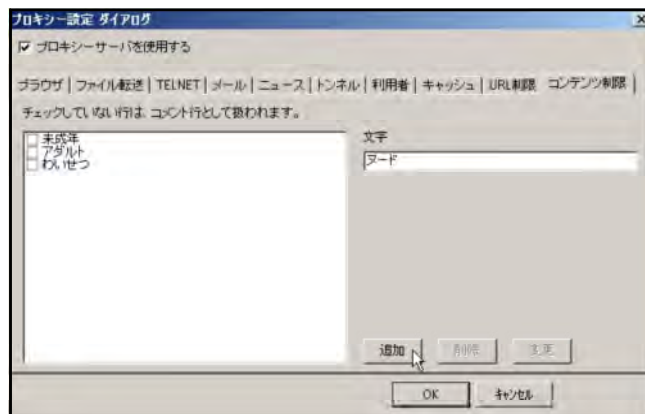 プロキシー設定 ダイアログ
プロキシーサーバを使用する
ブラウザ | ファイル転送 | TELNET | メール | ニュース | トンネル | 利用者 | キャッシュ | URL制限 コンテンツ制限 |
チェックしていない行は、コメント行として扱われます。
未成年
アダルト
わいせつ
文字
ヌード
追加 削除 変更
OK キャンセル